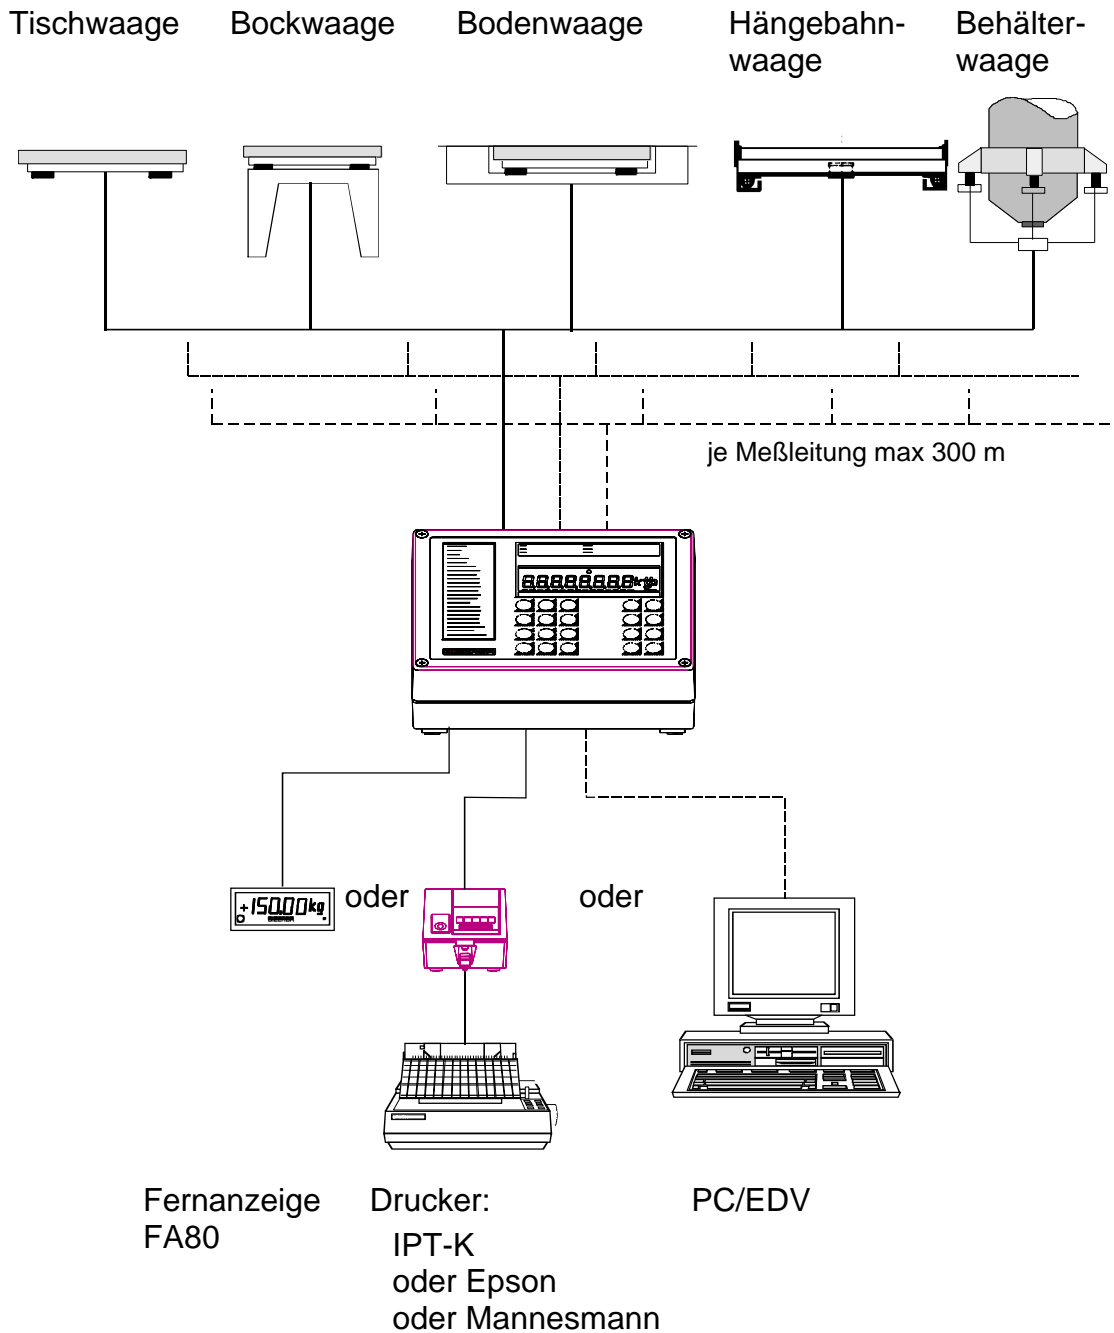 Tischwaage
Bockwaage
Bodenwaage
Hängebahn-
waage
Behälter-
waage
je Meßleitung max 300 m
+150.00kg
oder
oder
Fernanzeige
FA80
Drucker:
IPT-K
oder Epson
oder Mannesmann
PC/EDV